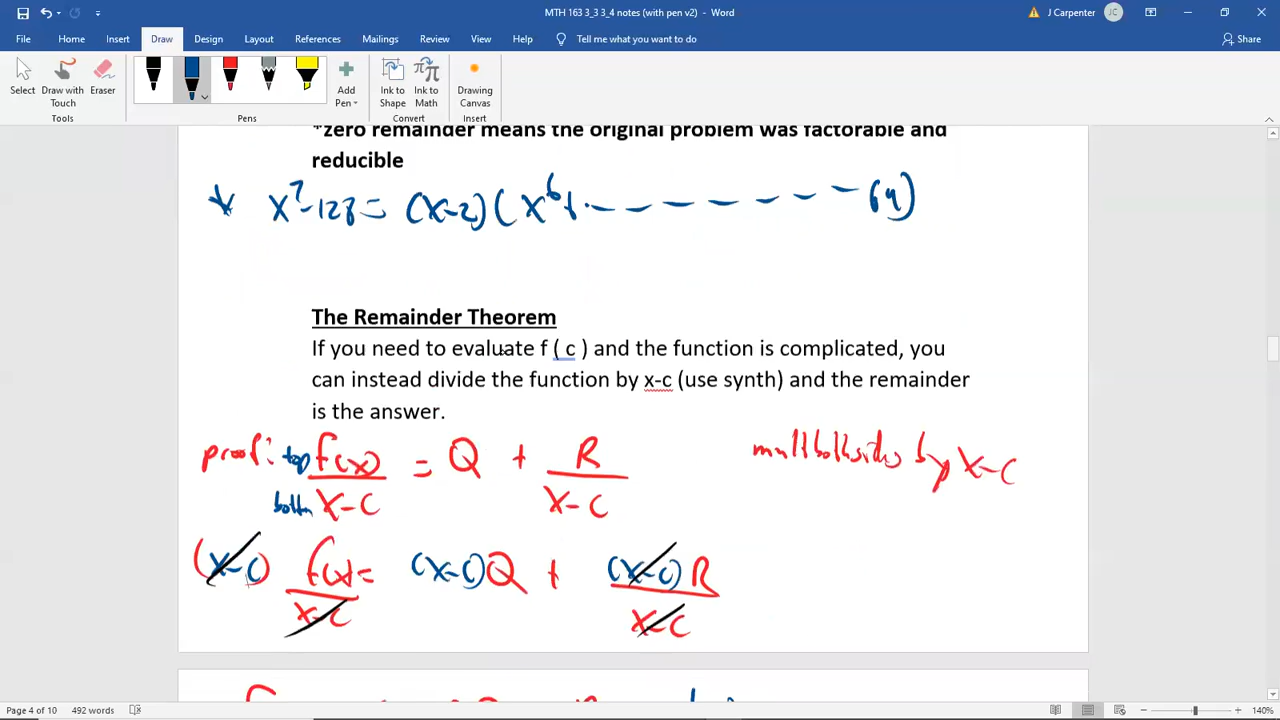 MTH 163 3_3 3_4 notes (with pen v2)
J Carpenter JC
File Home Insert Draw Design Layout References Mailings Review View Help Tell me what you want to do Share
Select Draw with Touch Eraser Add Pen Ink to Shape Ink to Math Drawing Canvas
Tools Pens Convert Insert
*zero remainder means the original problem was factorable and
reducible
* x^7-128 = (x-2)(x^6+ - - - - - - - 64)
The Remainder Theorem
If you need to evaluate f ( c ) and the function is complicated, you
can instead divide the function by x-c (use synth) and the remainder
is the answer.
proof: top f(x) / bottm x-c = Q + R / x-c mult both sides by x-c
(x-c) f(x) / x-c = (x-c)Q + (x-c)R / x-c
Page 4 of 10 492 words 140%